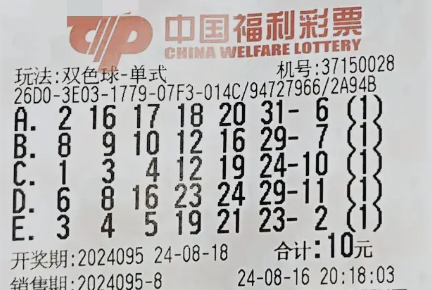 中国福利彩票
CHINA WELFARE LOTTERY
玩法:双色球-单式 机号:37150028
26D0-3E03-1779-07F3-014C/94727966/2A94B
A. 2 16 17 18 20 31- 6 (1)
B. 8 9 10 12 16 29- 7 (1)
C. 1 3 4 12 19 24-10 (1)
D. 6 8 16 23 24 29-11 (1)
E. 3 4 5 19 21 23- 2 (1)
开奖期:2024095 24-08-18 合计:10元
销售期:2024095-8 24-08-16 20:18:03